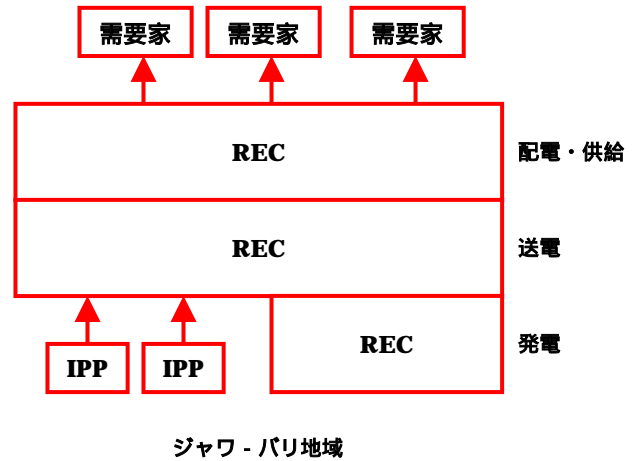 需要家 需要家 需要家
REC 配電・供給
REC 送電
REC 発電
IPP IPP
ジャワ - バリ地域